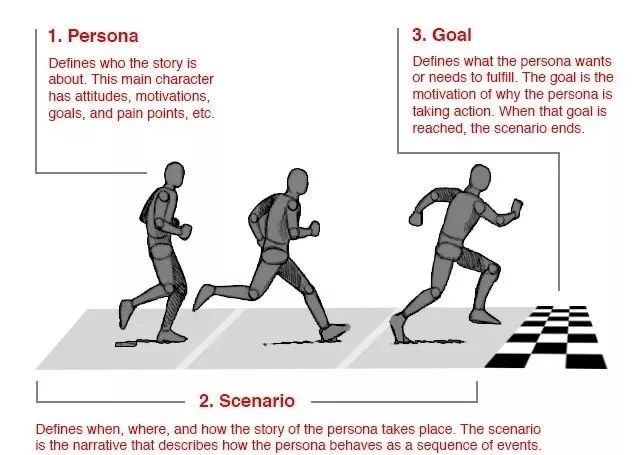 1. Persona
Defines who the story is
about. This main character
has attitudes, motivations,
goals, and pain points, etc.
3. Goal
Defines what the persona wants
or needs to fulfill. The goal is the
motivation of why the persona is
taking action. When that goal is
reached, the scenario ends.
2. Scenario
Defines when, where, and how the story of the persona takes place. The scenario
is the narrative that describes how the persona behaves as a sequence of events.